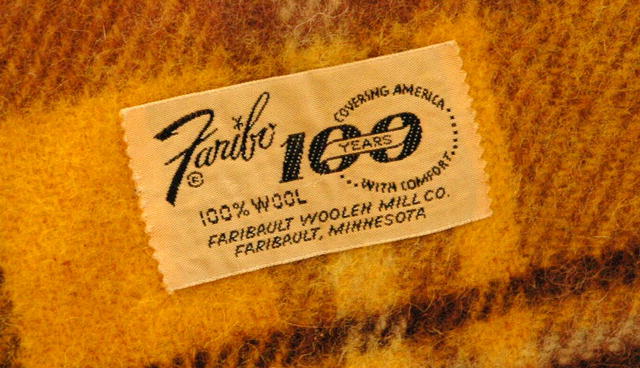 Faribo
®
COVERING AMERICA
100
YEARS
WITH COMFORT
100% WOOL
FARIBAULT WOOLEN MILL CO.
FARIBAULT, MINNESOTA